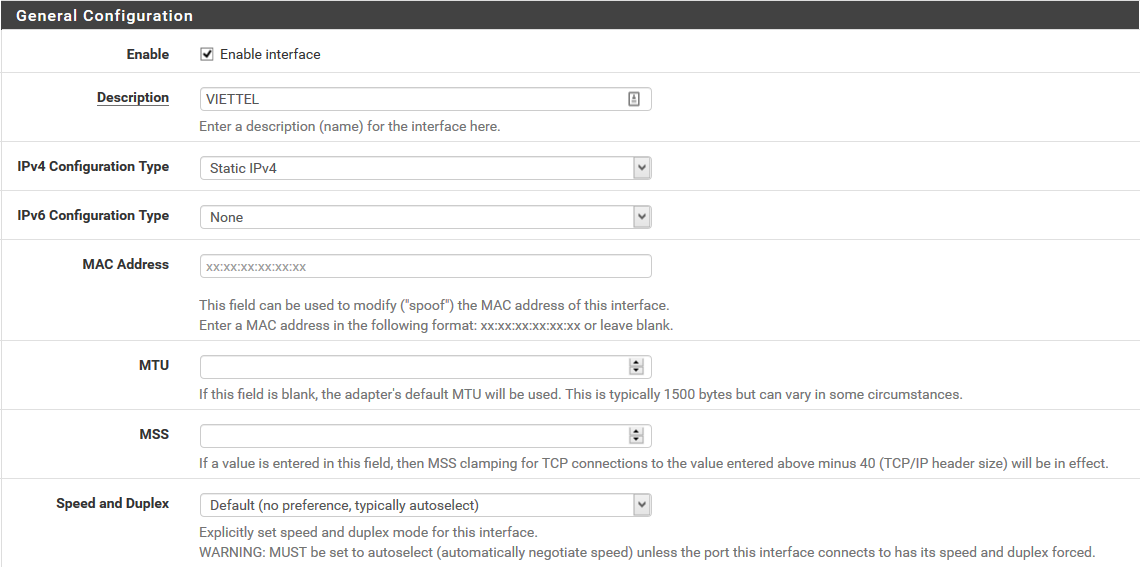 General Configuration
Enable Enable interface
Description VIETTEL
Enter a description (name) for the interface here.
IPv4 Configuration Type Static IPv4
IPv6 Configuration Type None
MAC Address xx:xx:xx:xx:xx:xx
This field can be used to modify ("spoof") the MAC address of this interface.
Enter a MAC address in the following format: xx:xx:xx:xx:xx:xx or leave blank.
MTU
If this field is blank, the adapter's default MTU will be used. This is typically 1500 bytes but can vary in some circumstances.
MSS
If a value is entered in this field, then MSS clamping for TCP connections to the value entered above minus 40 (TCP/IP header size) will be in effect.
Speed and Duplex Default (no preference, typically autoselect)
Explicitly set speed and duplex mode for this interface.
WARNING: MUST be set to autoselect (automatically negotiate speed) unless the port this interface connects to has its speed and duplex forced.